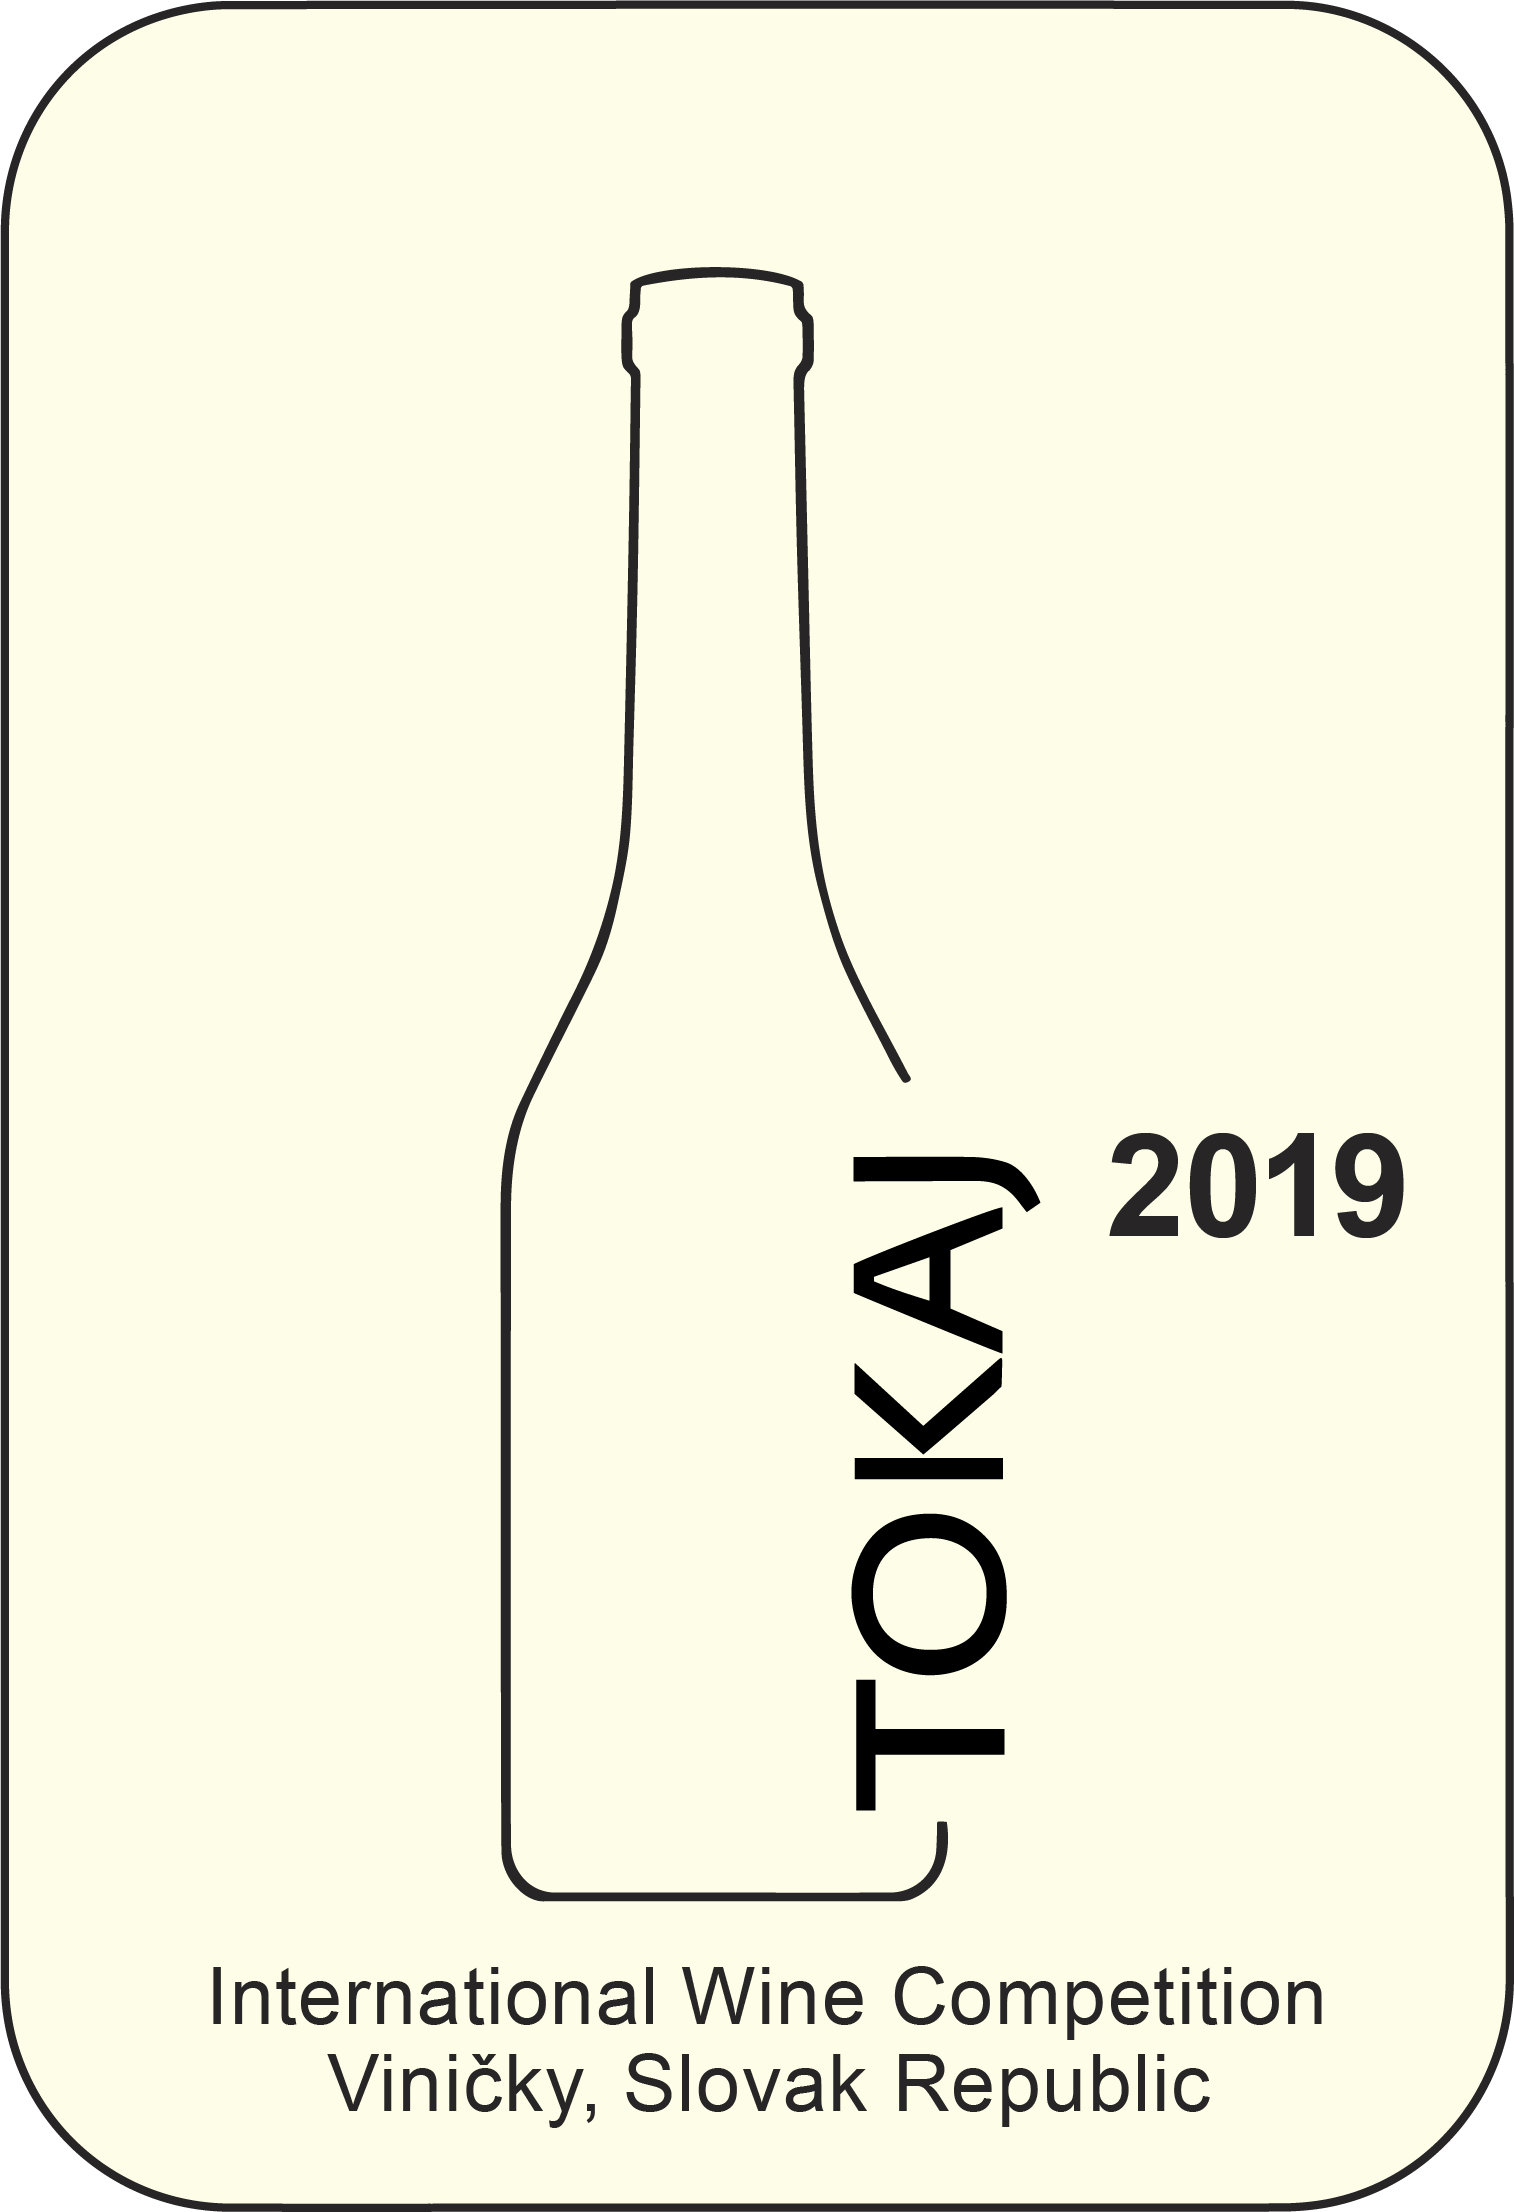 TOKAJ
2019
International Wine Competition
Viničky, Slovak Republic